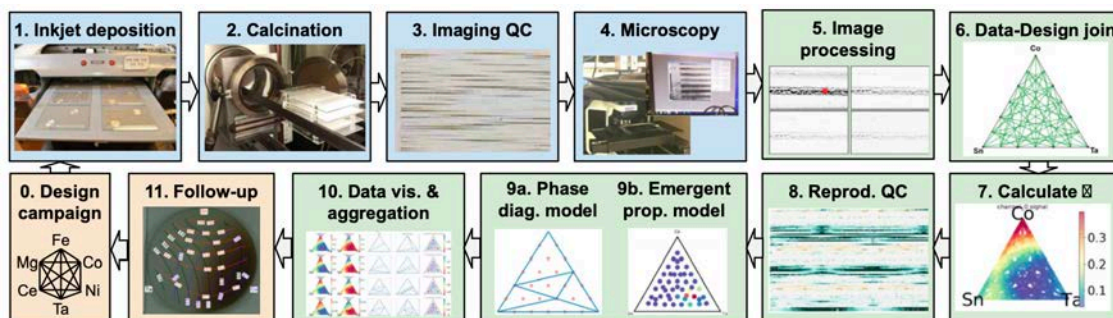 1. Inkjet deposition
2. Calcination
3. Imaging QC
4. Microscopy
5. Image
processing
6. Data-Design join
Co
Sn
Ta
0. Design
campaign
Fe
Mg
Co
Ce
Ni
Ta
11. Follow-up
10. Data vis. &
aggregation
9a. Phase
diag. model
9b. Emergent
prop. model
8. Reprod. QC
7. Calculate
Co
Sn
Ta
0.4
0.3
0.2
0.1